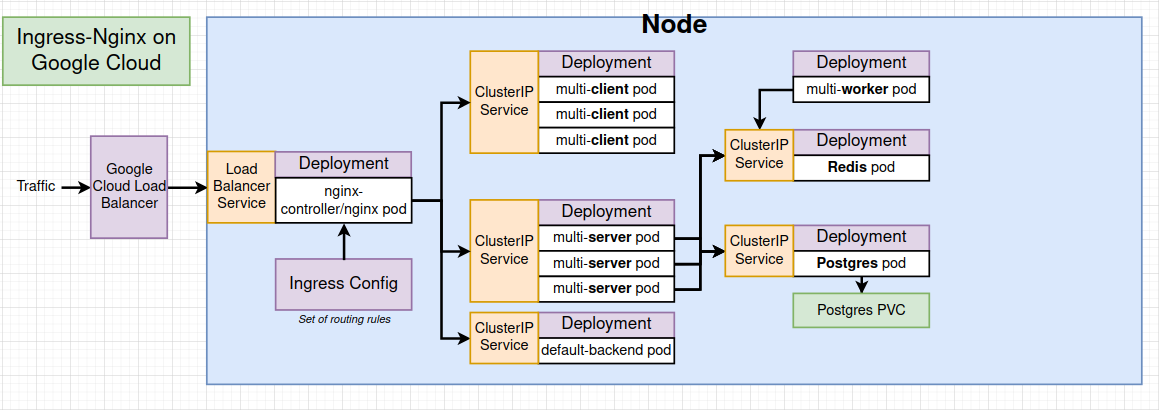 Ingress-Nginx on
Google Cloud
Node
Traffic
Google
Cloud Load
Balancer
Load
Balancer
Service
Deployment
nginx-
controller/nginx pod
Ingress Config
Set of routing rules
ClusterIP
Service
Deployment
multi-client pod
multi-client pod
multi-client pod
ClusterIP
Service
Deployment
multi-server pod
multi-server pod
multi-server pod
ClusterIP
Service
Deployment
default-backend pod
Deployment
multi-worker pod
ClusterIP
Service
Deployment
Redis pod
ClusterIP
Service
Deployment
Postgres pod
Postgres PVC